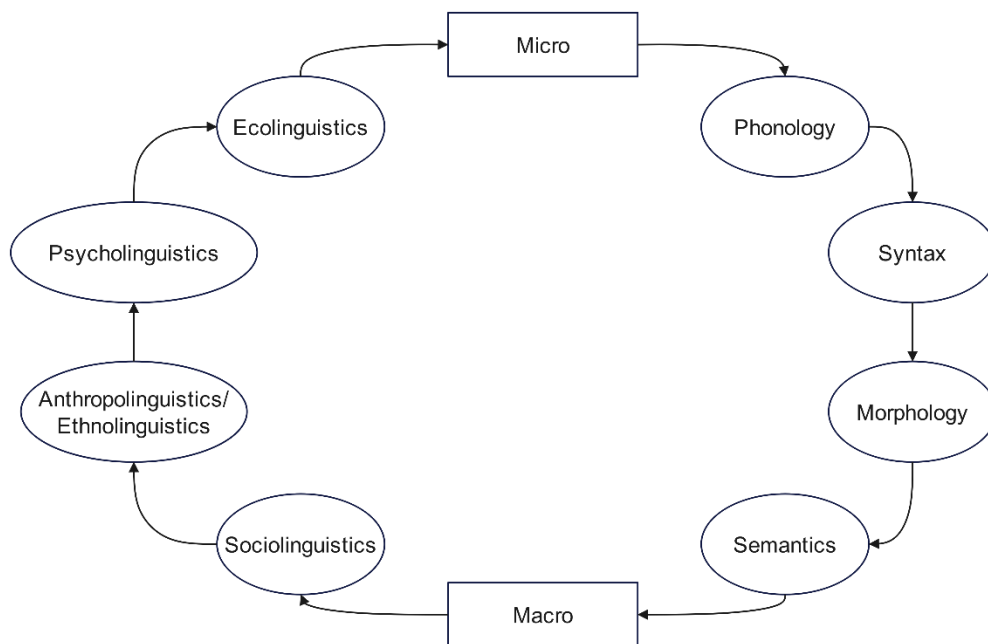 Micro
Phonology
Syntax
Morphology
Semantics
Macro
Sociolinguistics
Anthropolinguistics/
Ethnolinguistics
Psycholinguistics
Ecolinguistics